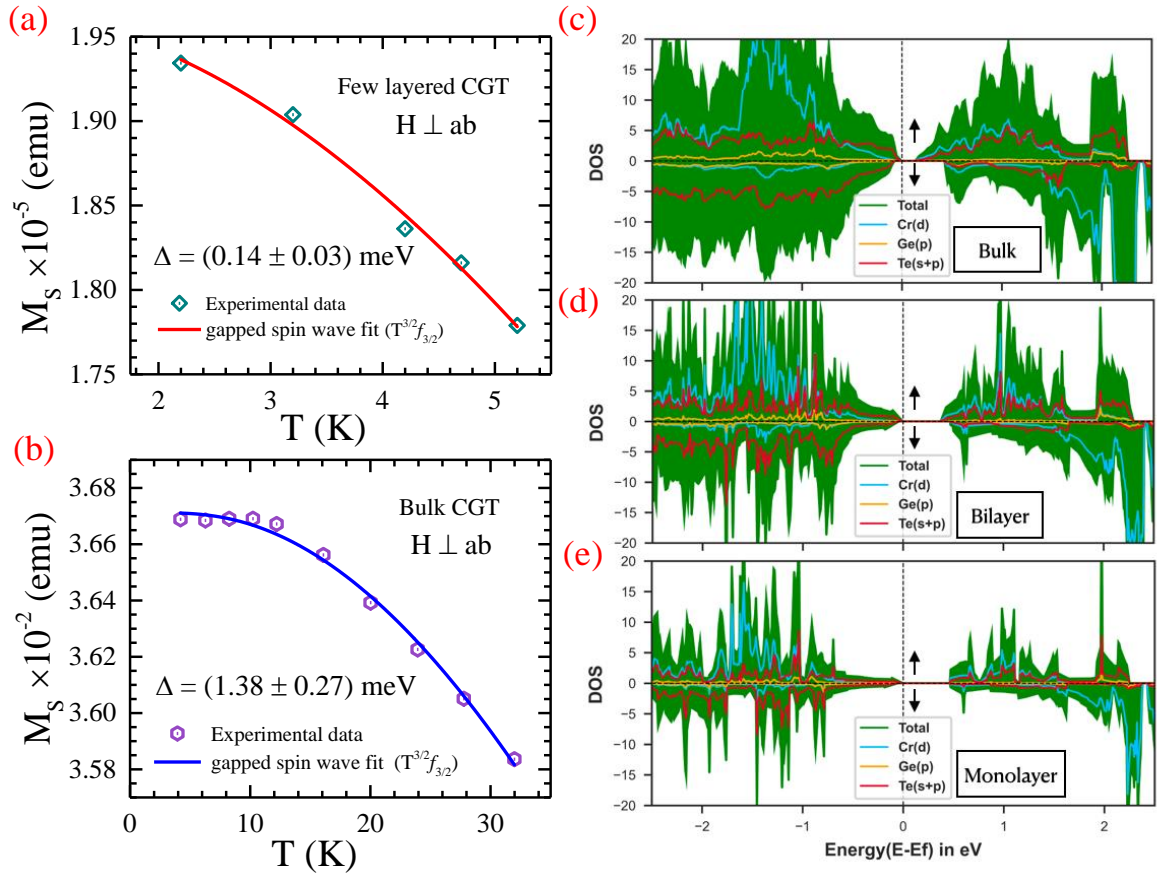 (a)
1.95
1.90
1.85
1.80
1.75
M_S ×10^-5 (emu)
Few layered CGT
H ⊥ ab
Δ = (0.14 ± 0.03) meV
Experimental data
gapped spin wave fit (T^3/2 f_3/2)
2 3 4 5
T (K)
(b)
3.68
3.66
3.64
3.62
3.60
3.58
M_S ×10^-2 (emu)
Bulk CGT
H ⊥ ab
Δ = (1.38 ± 0.27) meV
Experimental data
gapped spin wave fit (T^3/2 f_3/2)
0 10 20 30
T (K)
(c)
20
15
10
5
0
−5
−10
−15
−20
DOS
Total
Cr(d)
Ge(p)
Te(s+p)
Bulk
(d)
20
15
10
5
0
−5
−10
−15
−20
DOS
Total
Cr(d)
Ge(p)
Te(s+p)
Bilayer
(e)
20
15
10
5
0
−5
−10
−15
−20
DOS
Total
Cr(d)
Ge(p)
Te(s+p)
Monolayer
−2 −1 0 1 2
Energy(E-Ef) in eV